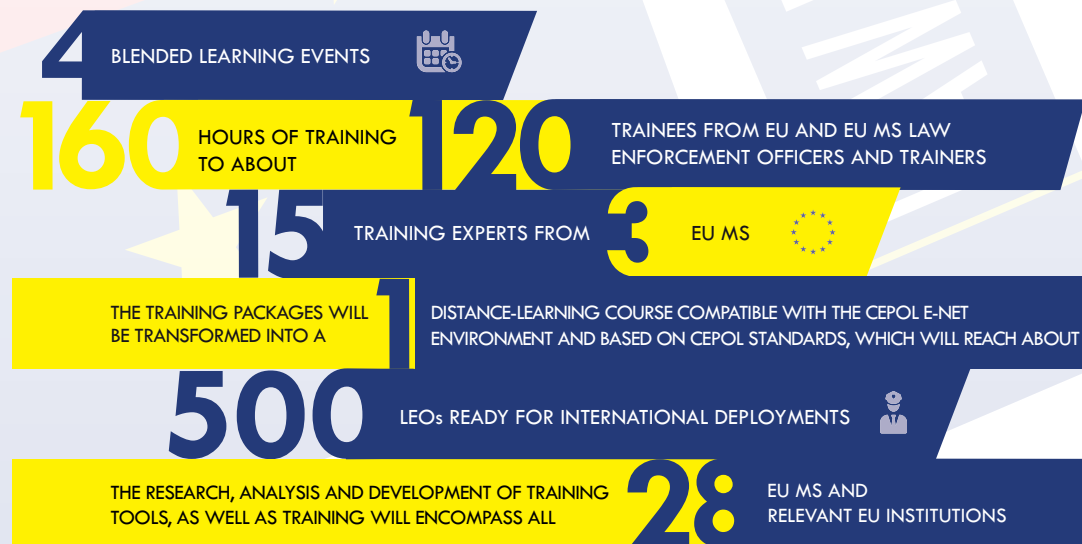 4 BLENDED LEARNING EVENTS
160 HOURS OF TRAINING
TO ABOUT
120 TRAINEES FROM EU AND EU MS LAW
ENFORCEMENT OFFICERS AND TRAINERS
15 TRAINING EXPERTS FROM 3 EU MS
THE TRAINING PACKAGES WILL
BE TRANSFORMED INTO A
1 DISTANCE-LEARNING COURSE COMPATIBLE WITH THE CEPOL E-NET
ENVIRONMENT AND BASED ON CEPOL STANDARDS, WHICH WILL REACH ABOUT
500 LEOs READY FOR INTERNATIONAL DEPLOYMENTS
THE RESEARCH, ANALYSIS AND DEVELOPMENT OF TRAINING
TOOLS, AS WELL AS TRAINING WILL ENCOMPASS ALL
28 EU MS AND
RELEVANT EU INSTITUTIONS